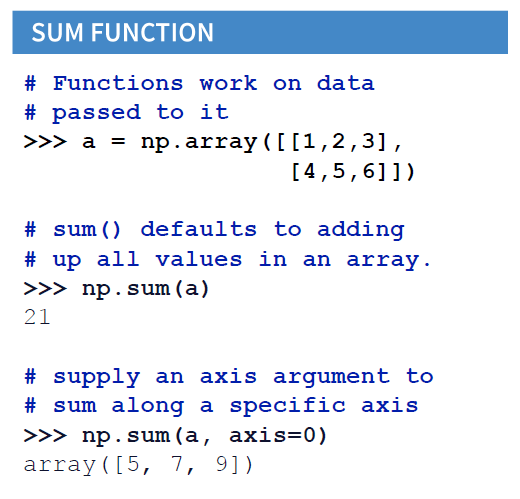 SUM FUNCTION
# Functions work on data
# passed to it
>>> a = np.array([[1,2,3],
                  [4,5,6]])
# sum() defaults to adding
# up all values in an array.
>>> np.sum(a)
21
# supply an axis argument to
# sum along a specific axis
>>> np.sum(a, axis=0)
array([5, 7, 9])